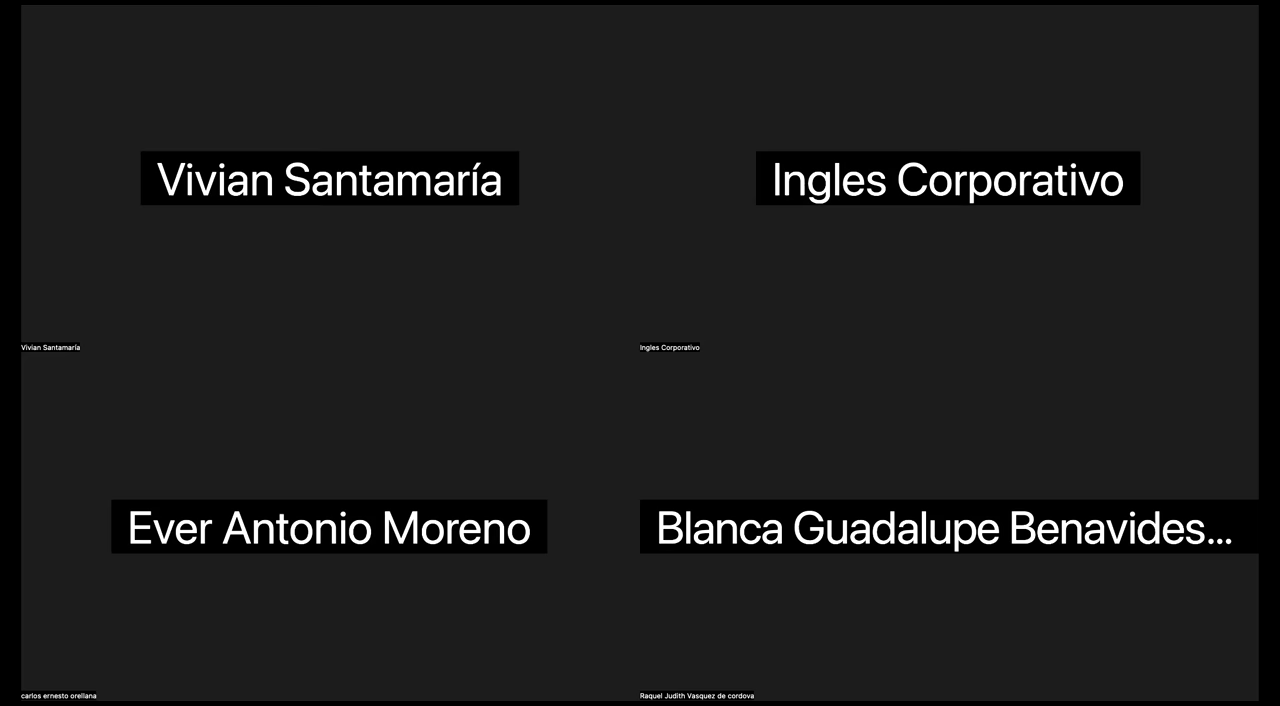 Vivian Santamaría
Ingles Corporativo
Vivian Santamaría
Ingles Corporativo
Ever Antonio Moreno
Blanca Guadalupe Benavides...
carlos ernesto orellana
Raquel Judith Vasquez de cordova